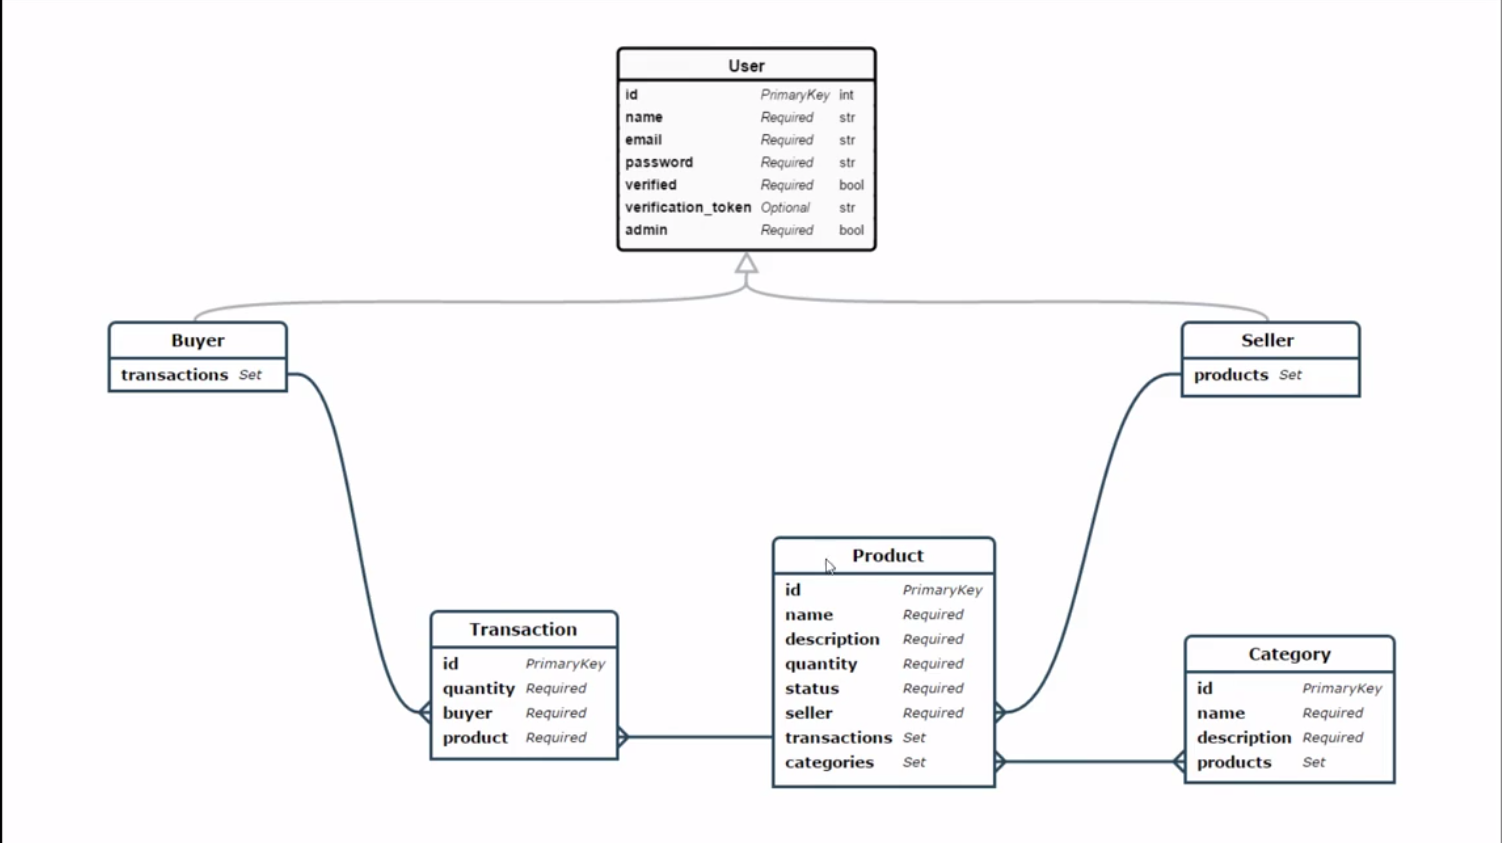 User
id PrimaryKey int
name Required str
email Required str
password Required str
verified Required bool
verification_token Optional str
admin Required bool
Buyer
transactions Set
Seller
products Set
Transaction
id PrimaryKey
quantity Required
buyer Required
product Required
Product
id PrimaryKey
name Required
description Required
quantity Required
status Required
seller Required
transactions Set
categories Set
Category
id PrimaryKey
name Required
description Required
products Set